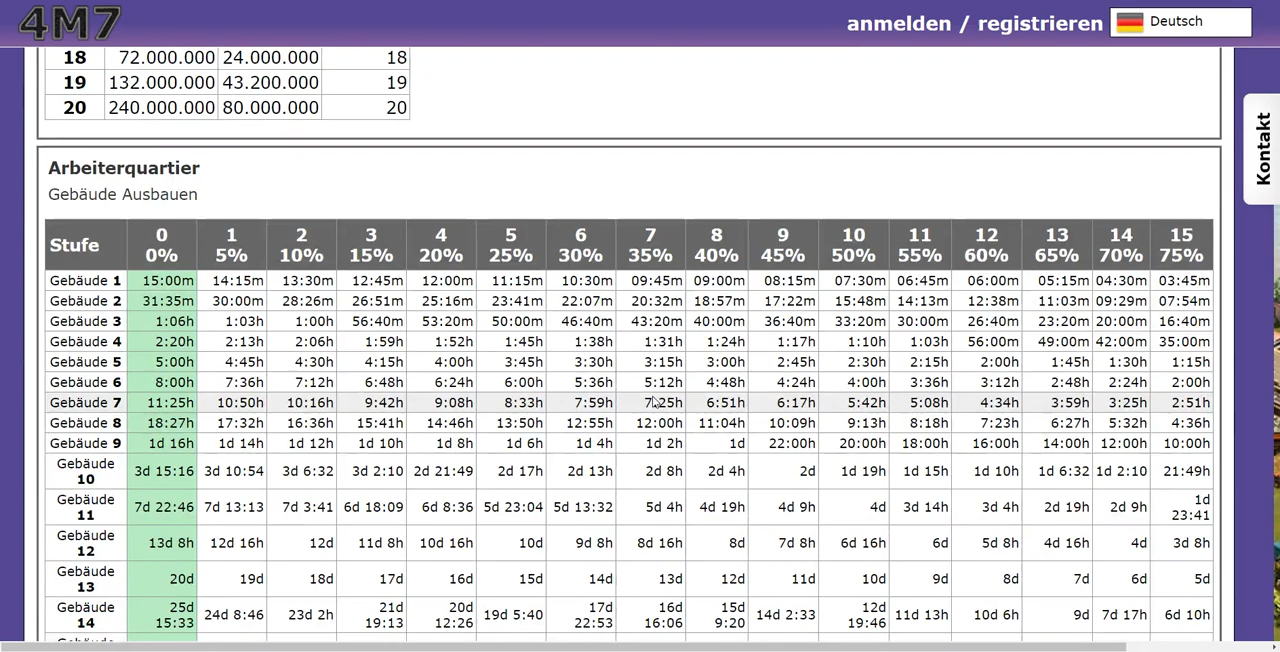 4M7
anmelden / registrieren
Deutsch
Kontakt
18 72.000.000 24.000.000 18
19 132.000.000 43.200.000 19
20 240.000.000 80.000.000 20
Arbeiterquartier
Gebäude Ausbauen
Stufe 0 1 2 3 4 5 6 7 8 9 10 11 12 13 14 15
0% 5% 10% 15% 20% 25% 30% 35% 40% 45% 50% 55% 60% 65% 70% 75%
Gebäude 1 15:00m 14:15m 13:30m 12:45m 12:00m 11:15m 10:30m 09:45m 09:00m 08:15m 07:30m 06:45m 06:00m 05:15m 04:30m 03:45m
Gebäude 2 31:35m 30:00m 28:26m 26:51m 25:16m 23:41m 22:07m 20:32m 18:57m 17:22m 15:48m 14:13m 12:38m 11:03m 09:29m 07:54m
Gebäude 3 1:06h 1:03h 1:00h 56:40m 53:20m 50:00m 46:40m 43:20m 40:00m 36:40m 33:20m 30:00m 26:40m 23:20m 20:00m 16:40m
Gebäude 4 2:20h 2:13h 2:06h 1:59h 1:52h 1:45h 1:38h 1:31h 1:24h 1:17h 1:10h 1:03h 56:00m 49:00m 42:00m 35:00m
Gebäude 5 5:00h 4:45h 4:30h 4:15h 4:00h 3:45h 3:30h 3:15h 3:00h 2:45h 2:30h 2:15h 2:00h 1:45h 1:30h 1:15h
Gebäude 6 8:00h 7:36h 7:12h 6:48h 6:24h 6:00h 5:36h 5:12h 4:48h 4:24h 4:00h 3:36h 3:12h 2:48h 2:24h 2:00h
Gebäude 7 11:25h 10:50h 10:16h 9:42h 9:08h 8:33h 7:59h 7:25h 6:51h 6:17h 5:42h 5:08h 4:34h 3:59h 3:25h 2:51h
Gebäude 8 18:27h 17:32h 16:36h 15:41h 14:46h 13:50h 12:55h 12:00h 11:04h 10:09h 9:13h 8:18h 7:23h 6:27h 5:32h 4:36h
Gebäude 9 1d 16h 1d 14h 1d 12h 1d 10h 1d 8h 1d 6h 1d 4h 1d 2h 1d 22:00h 20:00h 18:00h 16:00h 14:00h 12:00h 10:00h
Gebäude 10 3d 15:16 3d 10:54 3d 6:32 3d 2:10 2d 21:49 2d 17h 2d 13h 2d 8h 2d 4h 2d 1d 19h 1d 15h 1d 10h 1d 6:32 1d 2:10 21:49h
Gebäude 11 7d 22:46 7d 13:13 7d 3:41 6d 18:09 6d 8:36 5d 23:04 5d 13:32 5d 4h 4d 19h 4d 9h 4d 3d 14h 3d 4h 2d 19h 2d 9h 1d 23:41
Gebäude 12 13d 8h 12d 16h 12d 11d 8h 10d 16h 10d 9d 8h 8d 16h 8d 7d 8h 6d 16h 6d 5d 8h 4d 16h 4d 3d 8h
Gebäude 13 20d 19d 18d 17d 16d 15d 14d 13d 12d 11d 10d 9d 8d 7d 6d 5d
Gebäude 14 25d 15:33 24d 8:46 23d 2h 21d 19:13 20d 12:26 19d 5:40 17d 22:53 16d 16:06 15d 9:20 14d 2:33 12d 19:46 11d 13h 10d 6h 9d 7d 17h 6d 10h